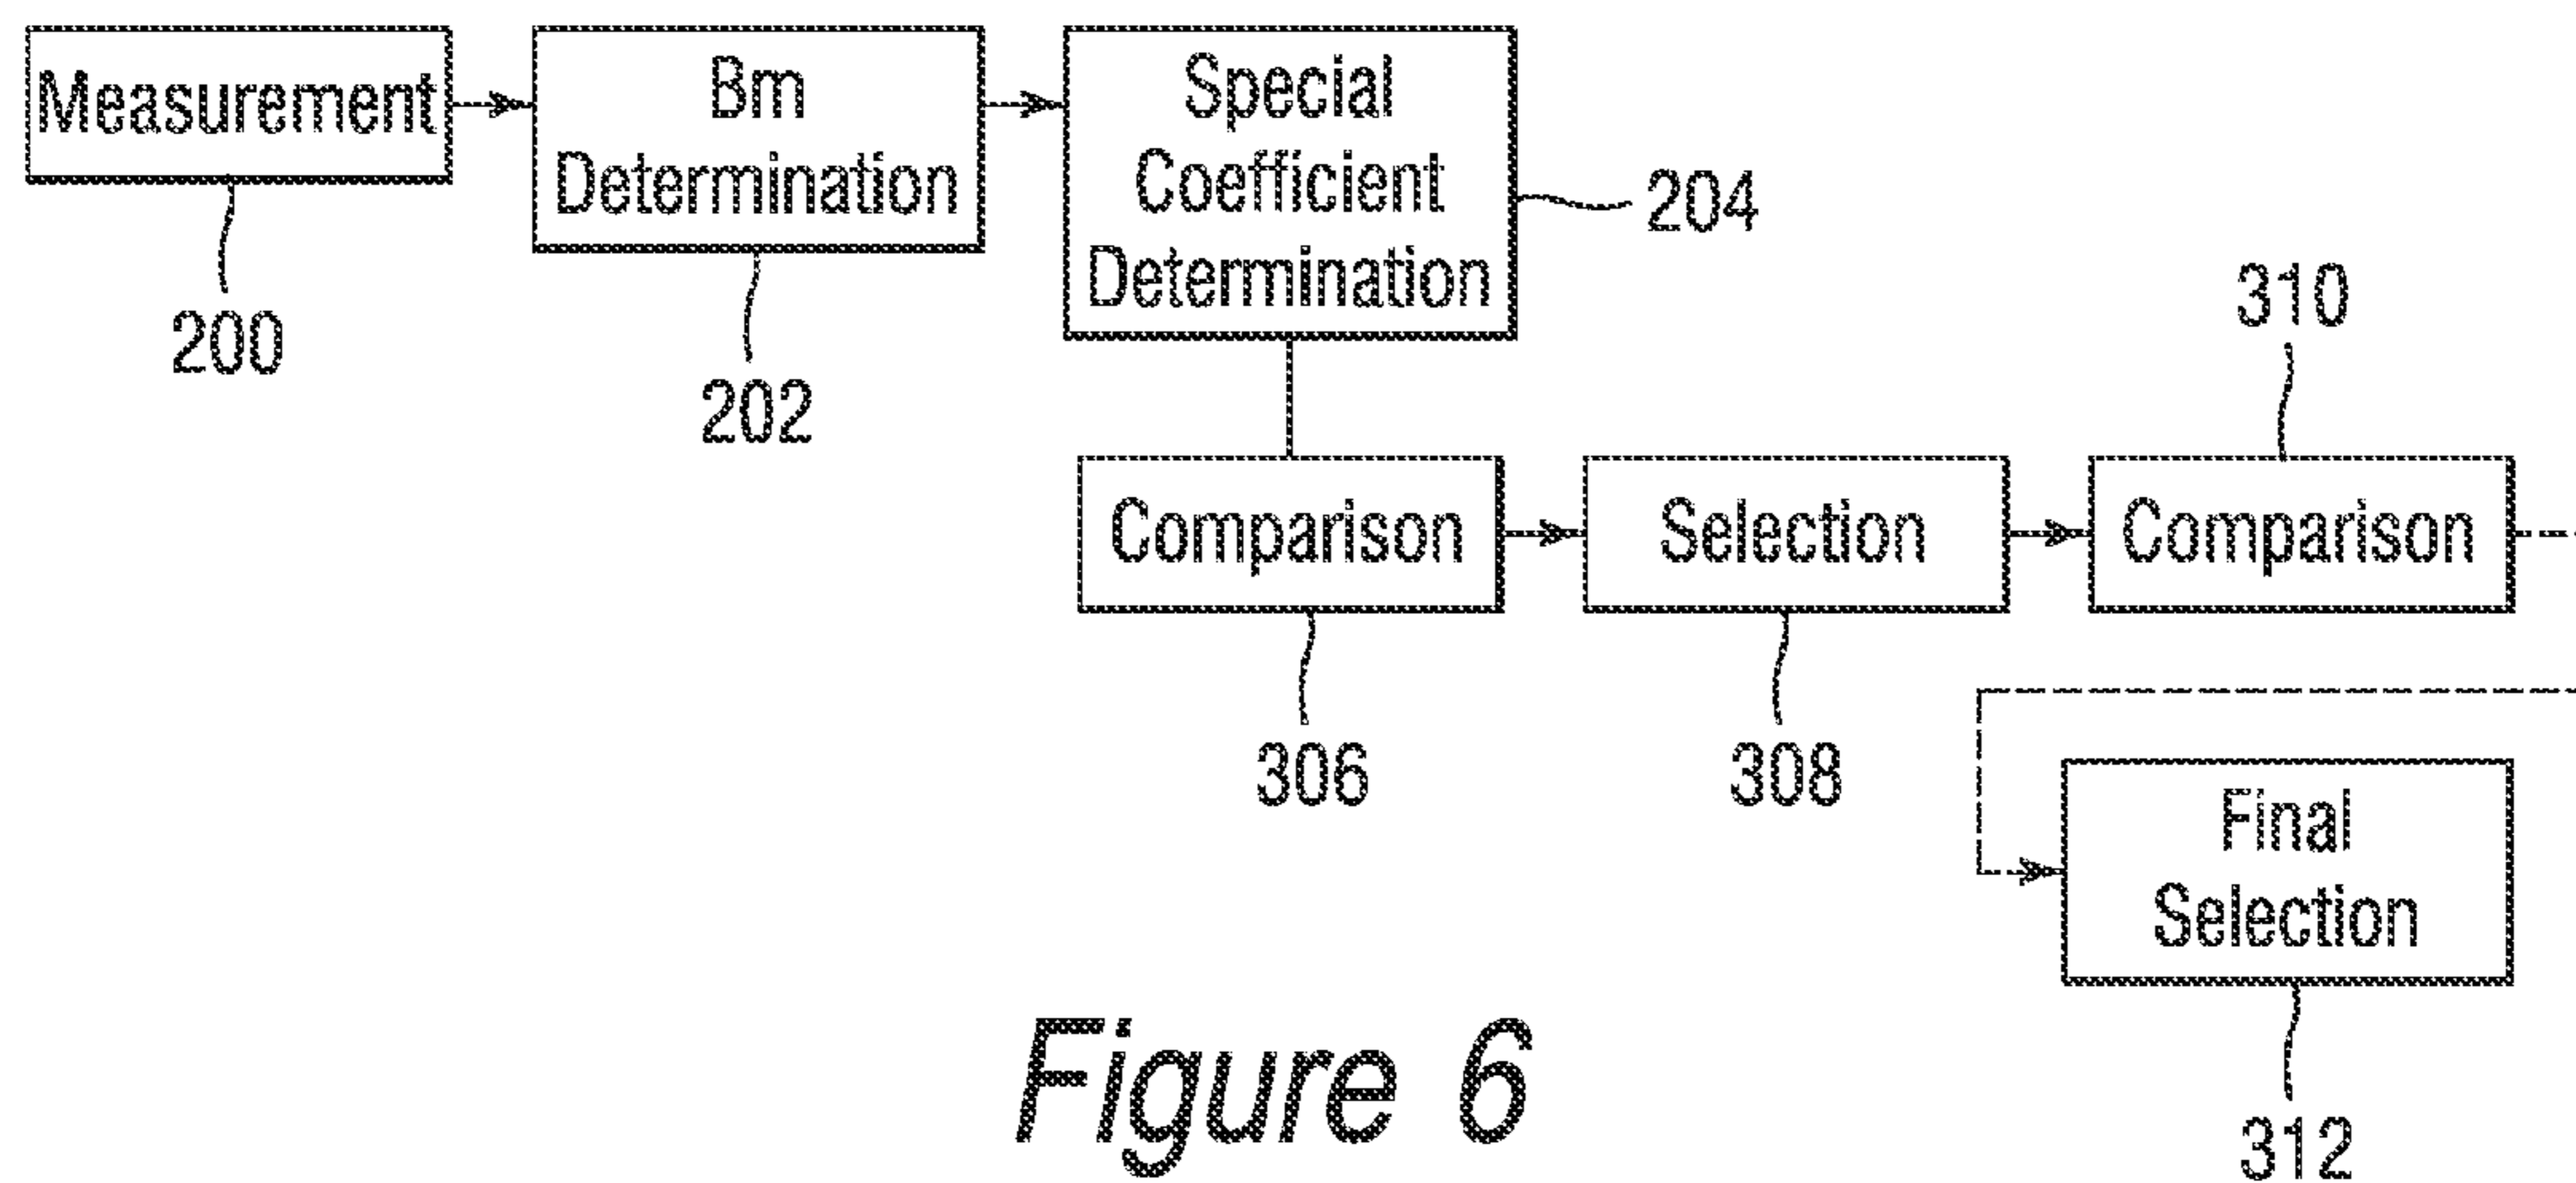 Measurement
200
Bm
Determination
202
Special
Coefficient
Determination
204
Comparison
306
Selection
308
310
Comparison
Final
Selection
312
Figure 6